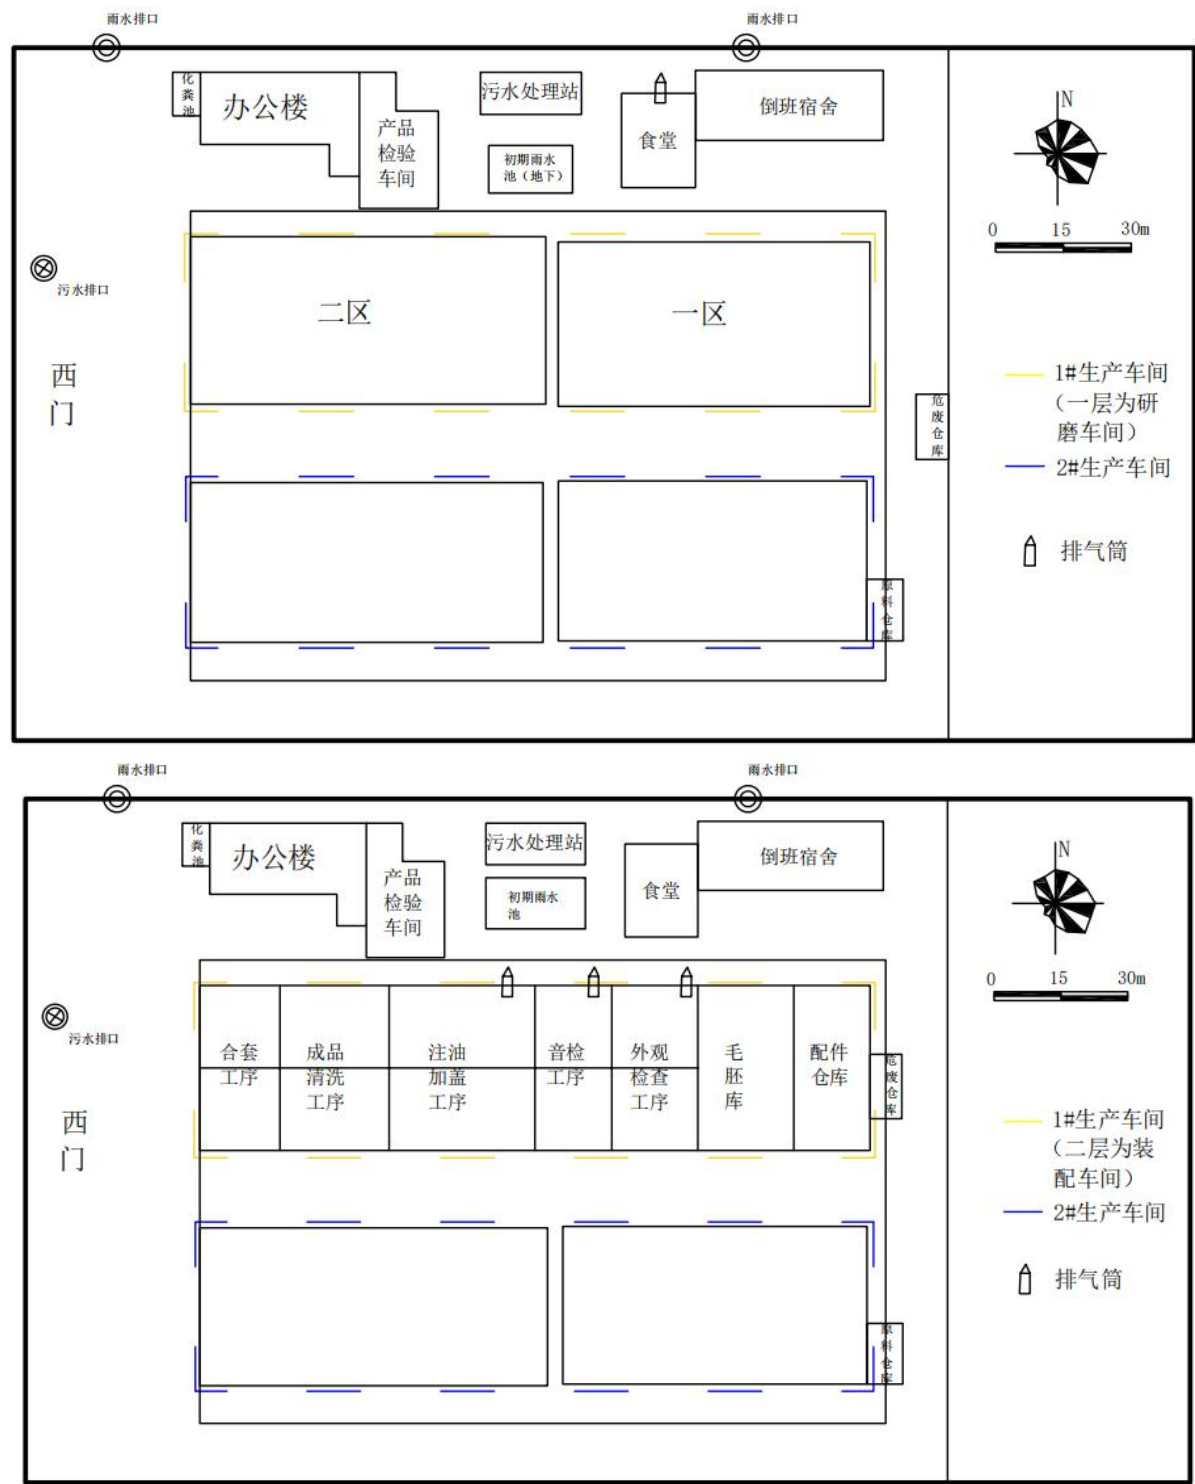 雨水排口
雨水排口
化
粪
池
办公楼
产品
检验
车间
污水处理站
初期雨水
池（地下）
食堂
倒班宿舍
N
0 15 30m
污水排口
西
门
二区
一区
危
废
仓
库
1#生产车间
（一层为研
磨车间）
2#生产车间
排气筒
原
料
仓
库
雨水排口
雨水排口
化
粪
池
办公楼
产品
检验
车间
污水处理站
初期雨水
池
食堂
倒班宿舍
N
0 15 30m
污水排口
西
门
合套
工序
成品
清洗
工序
注油
加盖
工序
音检
工序
外观
检查
工序
毛
胚
库
配件
仓库
危
废
仓
库
1#生产车间
（二层为装
配车间）
2#生产车间
排气筒
原
料
仓
库